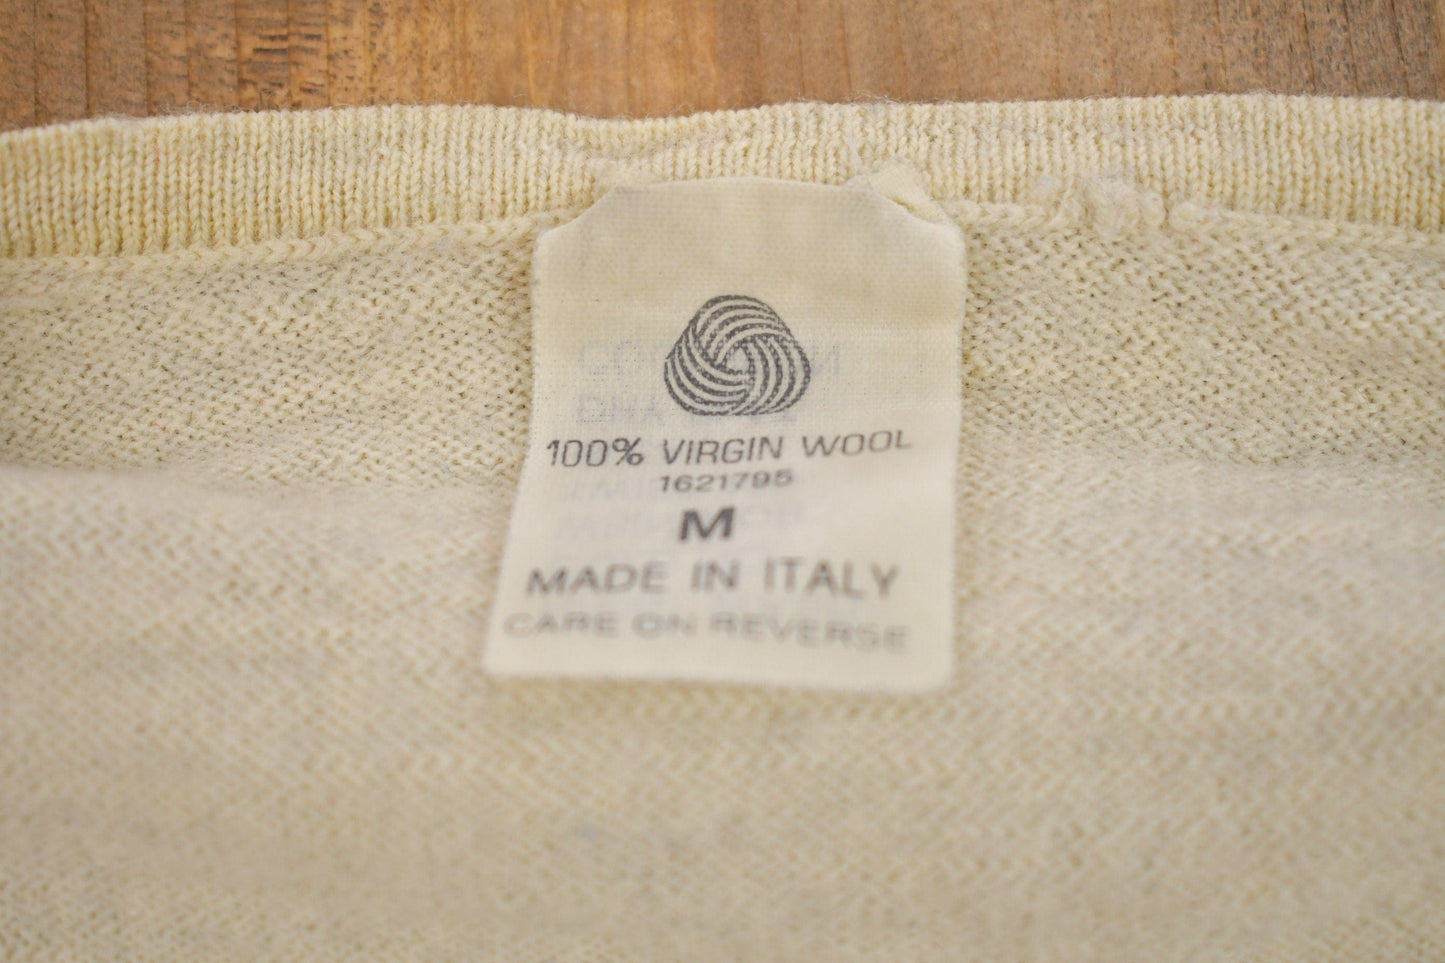 100% VIRGIN WOOL
1621795
M
MADE IN ITALY
CARE ON REVERSE